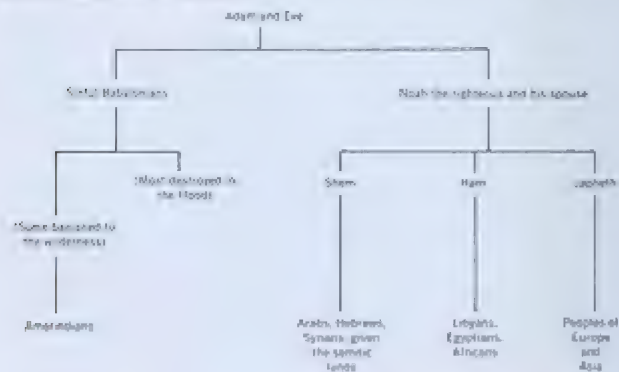 Adam and Eve
Sinful Babylonians
Noah the righteous and his spouse
(Most destroyed in
the Flood)
Shem
Ham
Japheth
(Some banished to
the wilderness)
Amerindians
Arabs, Hebrews,
Syrians, given
the semitic
lands
Libyans,
Egyptians,
Africans
Peoples of
Europe
and
Asia